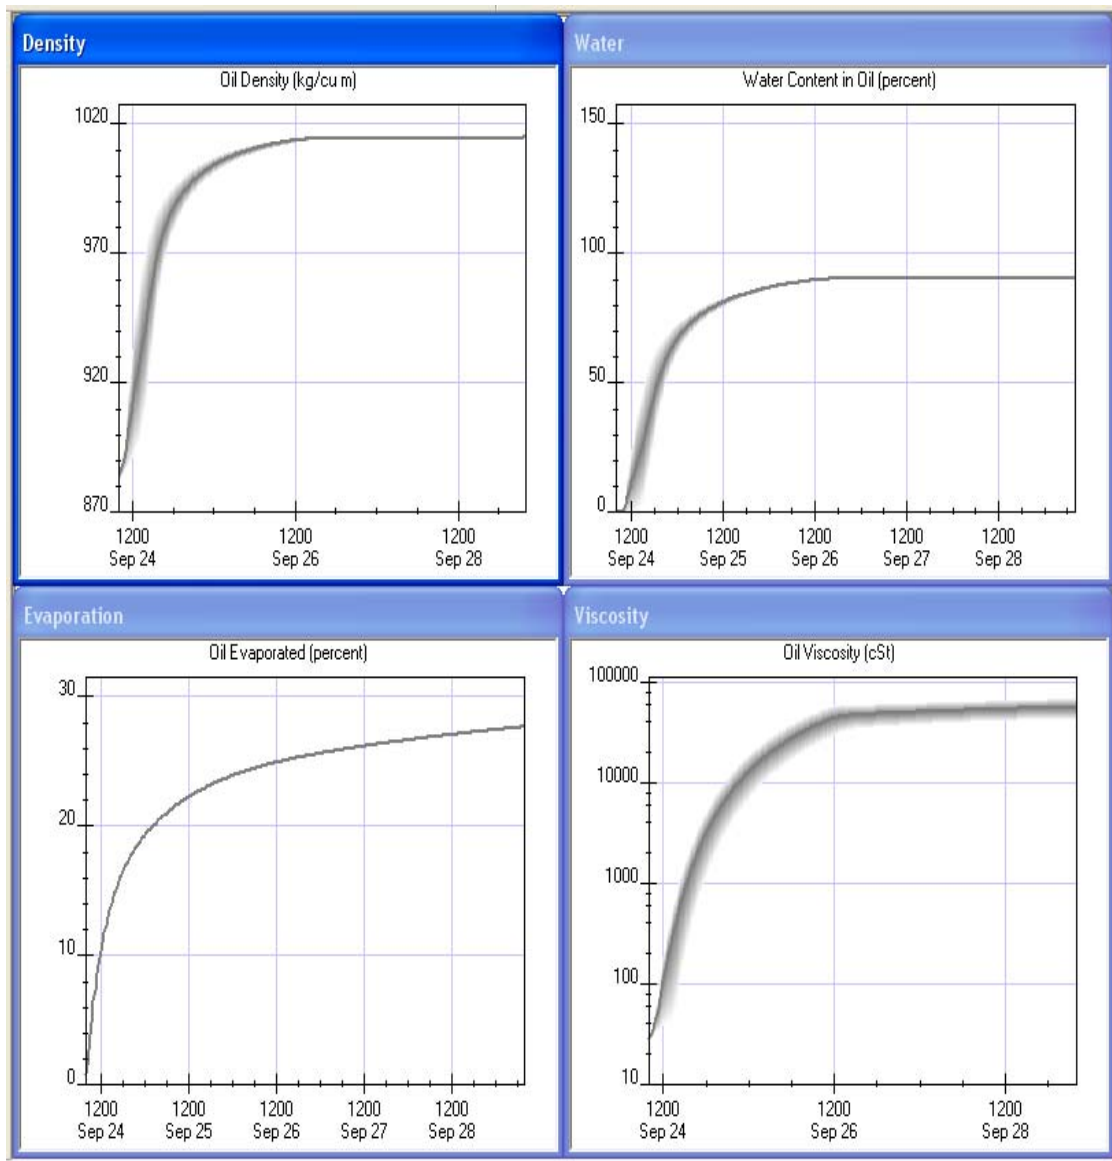 Density
Oil Density (kg/cu m)
1020
970
920
870
1200 1200 1200
Sep 24 Sep 26 Sep 28
Water
Water Content in Oil (percent)
150
100
50
0
1200 1200 1200 1200 1200
Sep 24 Sep 25 Sep 26 Sep 27 Sep 28
Evaporation
Oil Evaporated (percent)
30
20
10
0
1200 1200 1200 1200 1200
Sep 24 Sep 25 Sep 26 Sep 27 Sep 28
Viscosity
Oil Viscosity (cSt)
100000
10000
1000
100
10
1200 1200 1200
Sep 24 Sep 26 Sep 28